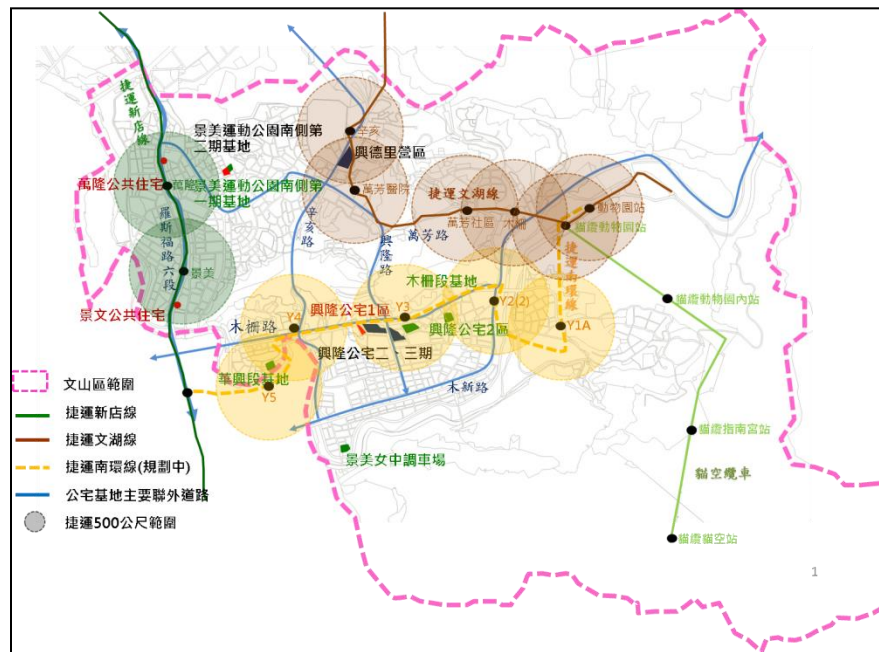 捷運新店線
景美運動公園南側第
二期基地
辛亥
興德里營區
萬隆公共住宅
萬隆
景美運動公園南側第
一期基地
萬芳醫院
捷運文湖線
萬芳社區
木柵
動物園站
貓纜動物園站
羅斯福路六段
辛亥路
興隆路
萬芳路
捷運南環線
景美
木柵段基地
貓纜動物園內站
景文公共住宅
木柵路
Y4
興隆公宅1區
Y3
Y2(2)
興隆公宅2區
Y1A
興隆公宅二、三期
華興段基地
Y5
木新路
文山區範圍
捷運新店線
捷運文湖線
捷運南環線(規劃中)
公宅基地主要聯外道路
捷運500公尺範圍
景美女中調車場
貓纜指南宮站
貓空纜車
貓纜貓空站
1